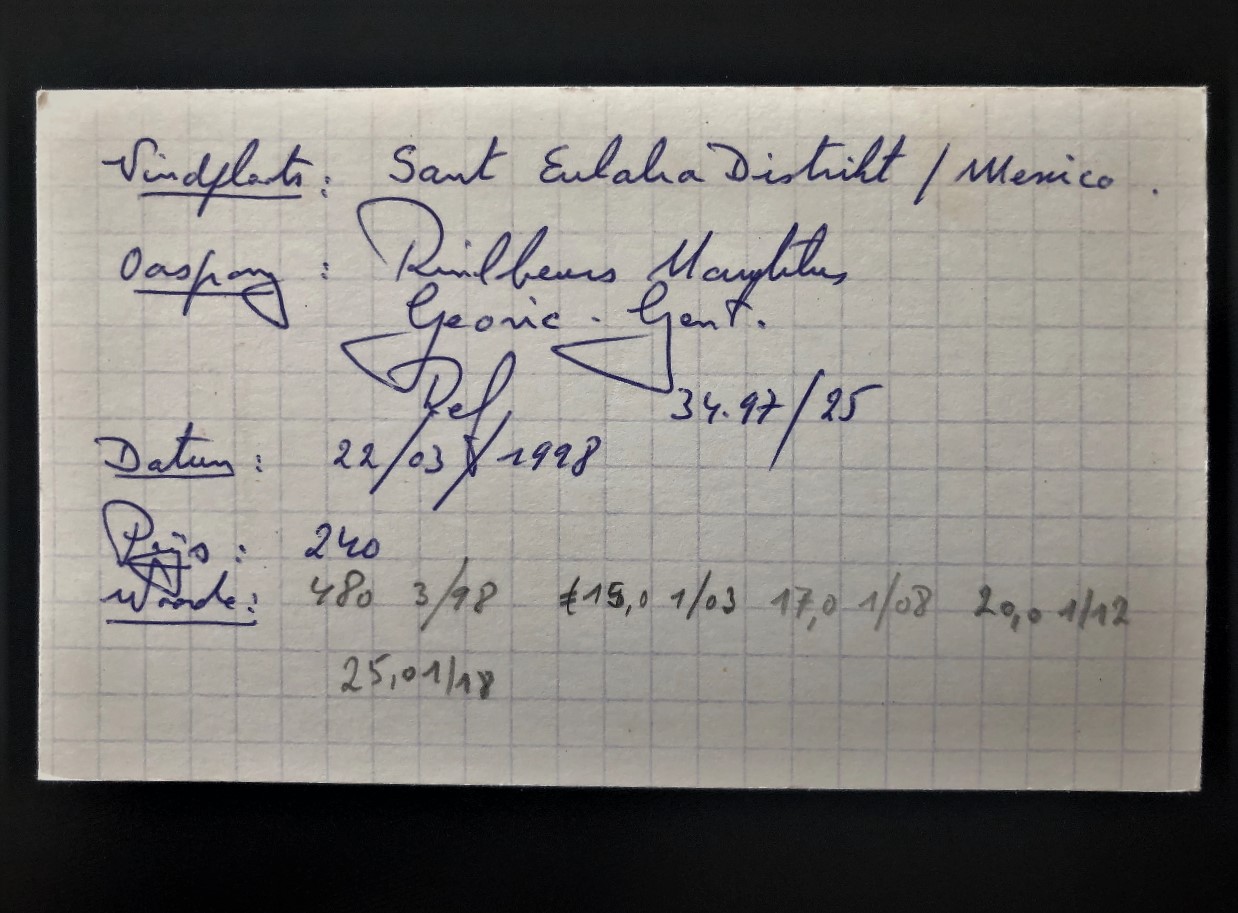 Vindplaats: Sant Eulalia Distrikt / Mexico.
Oorsprong: Ruilbeurs
Georic - Gent.
Ref 34.97/25
Datum: 22/03/1998
Prijs: 240
Waarde: 480 3/98 €15,0 1/03 17,0 1/08 20,0 1/12
25,0 1/18